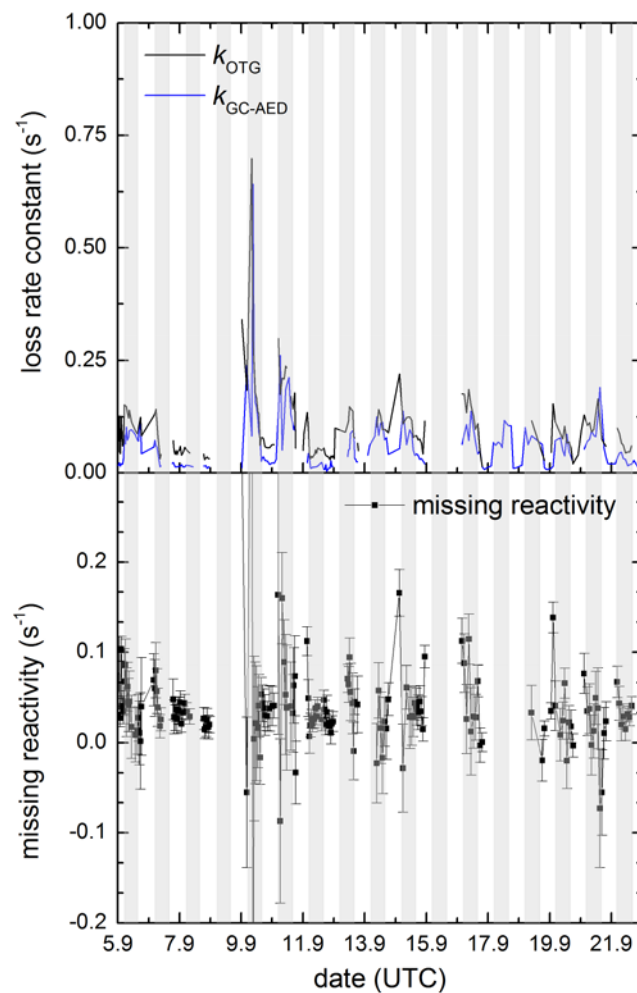 1.00
k_OTG
k_GC-AED
0.75
loss rate constant (s⁻¹)
0.50
0.25
0.00
missing reactivity
0.2
0.1
missing reactivity (s⁻¹)
0.0
-0.1
-0.2
5.9 7.9 9.9 11.9 13.9 15.9 17.9 19.9 21.9
date (UTC)